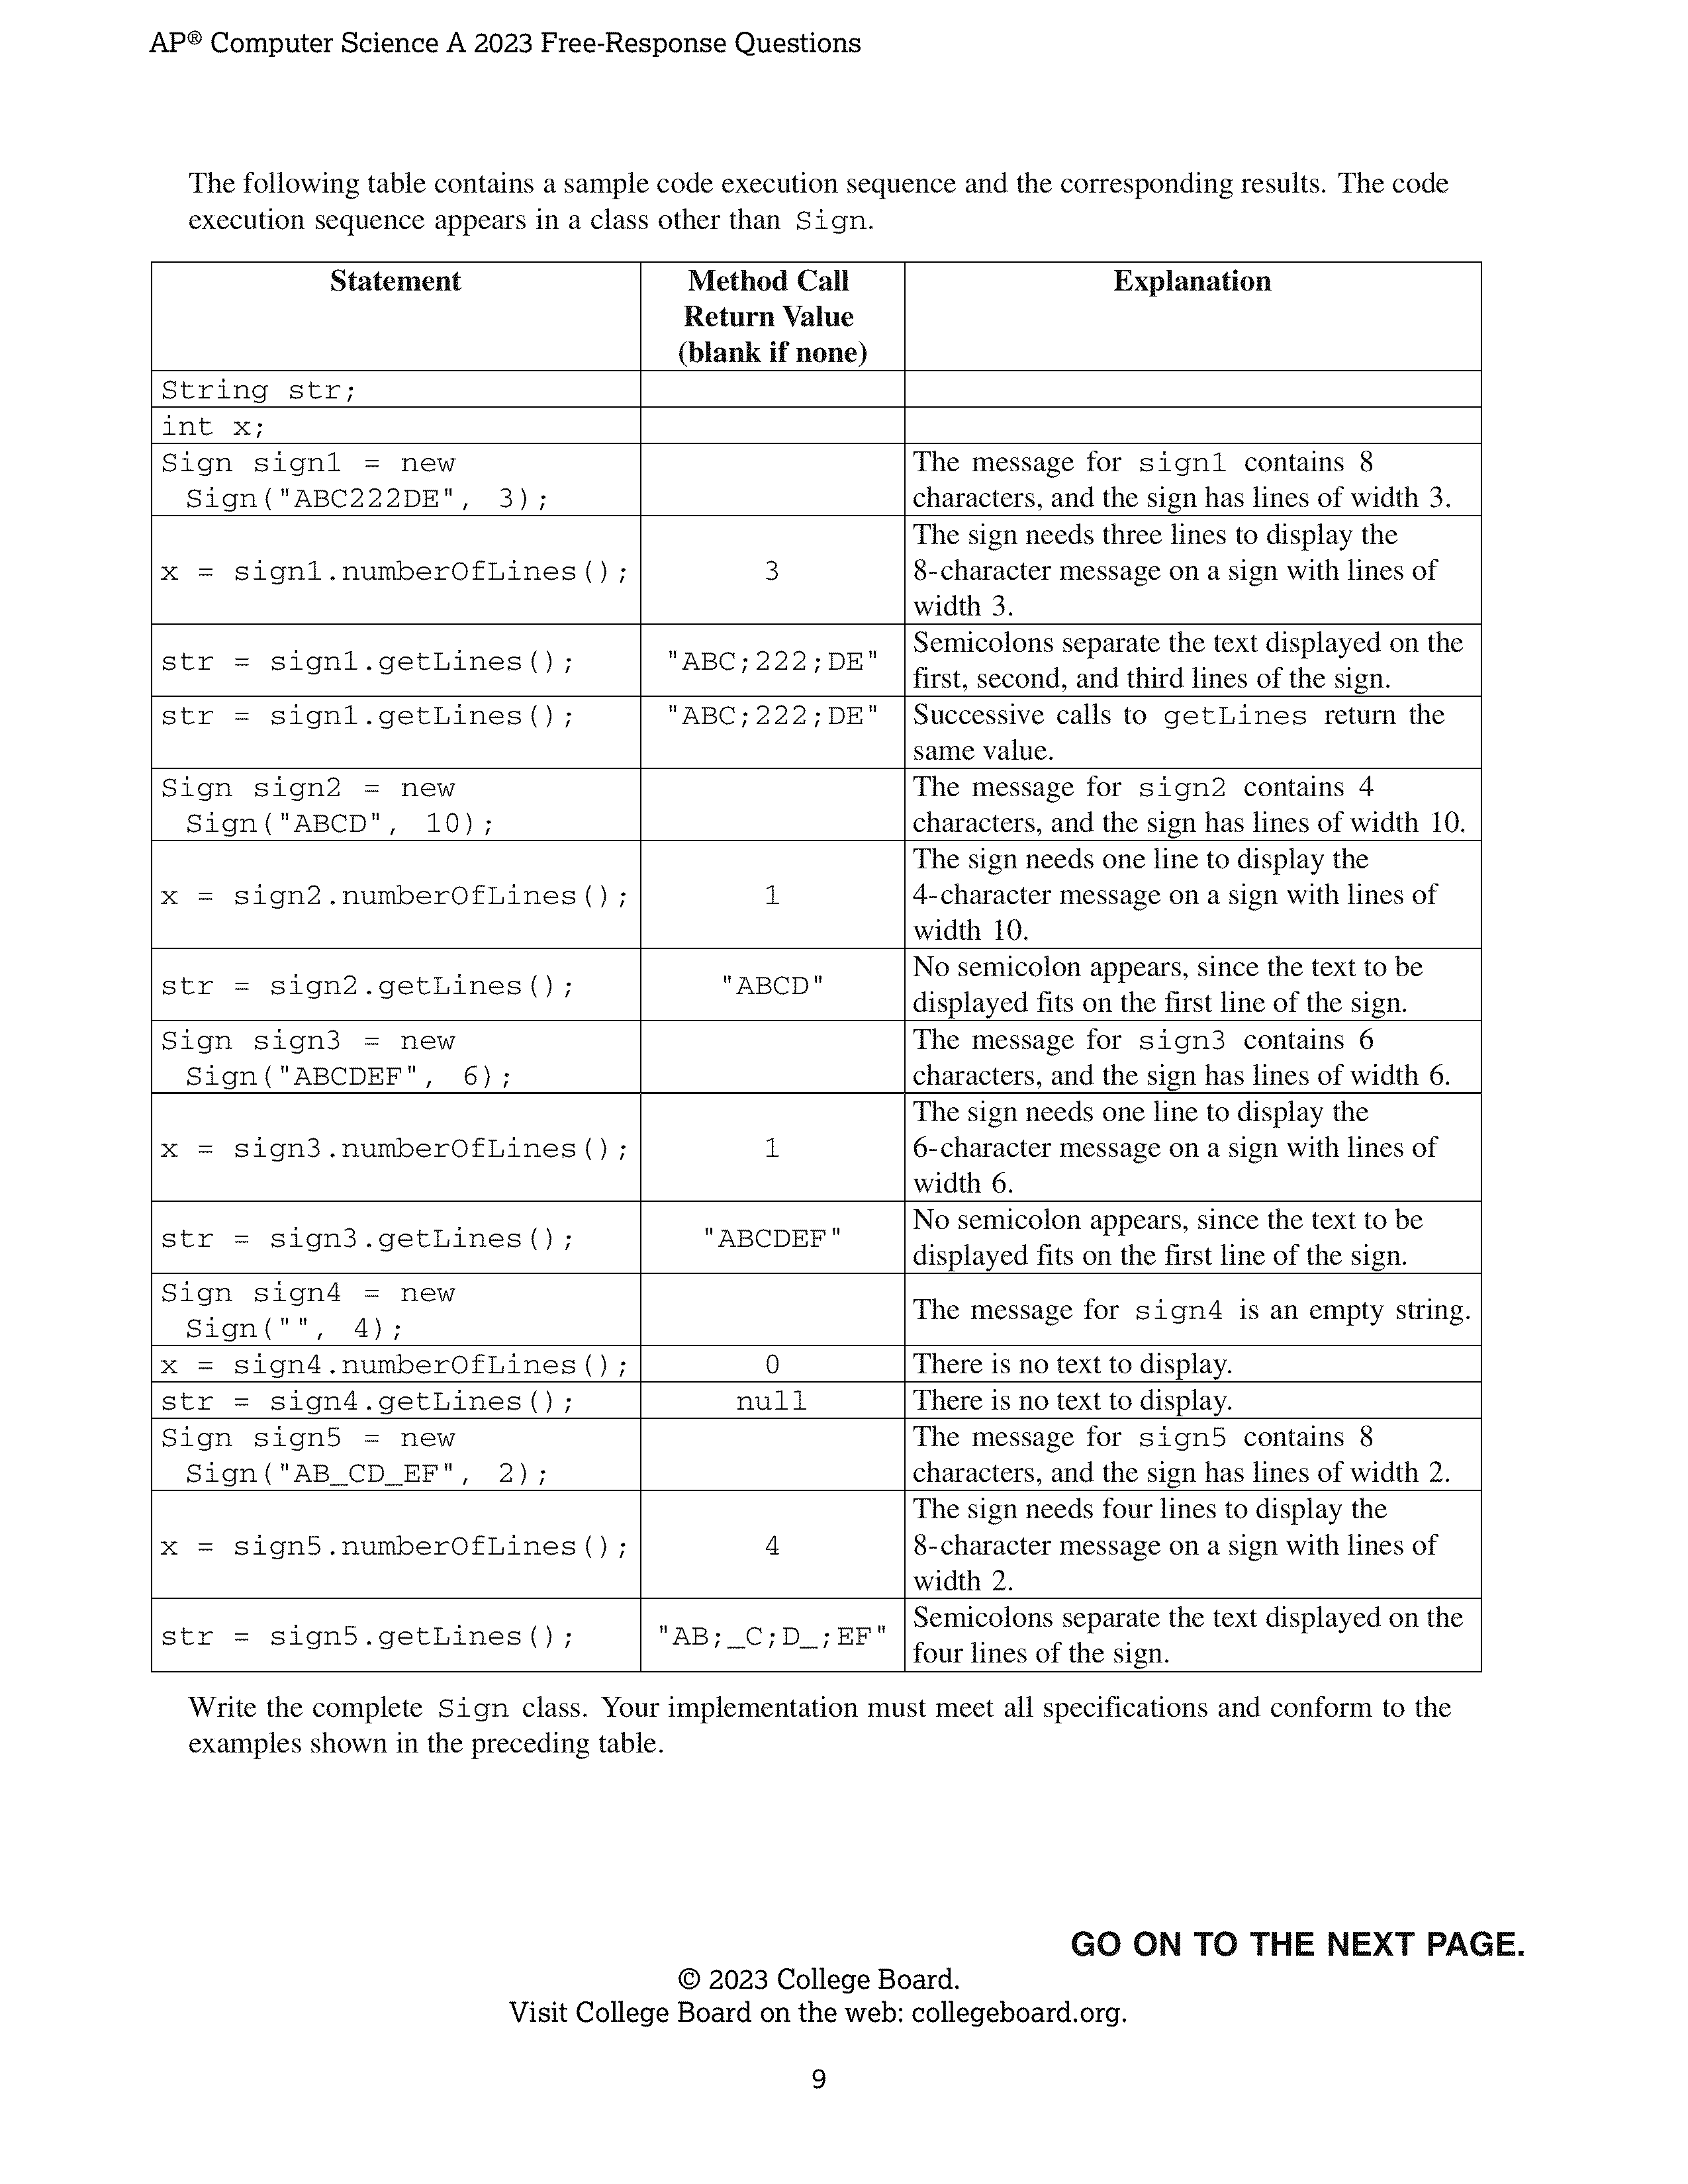 AP® Computer Science A 2023 Free-Response Questions
The following table contains a sample code execution sequence and the corresponding results. The code
execution sequence appears in a class other than Sign.
Statement
Method Call
Return Value
(blank if none)
Explanation
String str;
int x;
Sign sign1 = new
Sign("ABC222DE", 3);
The message for sign1 contains 8
characters, and the sign has lines of width 3.
x = sign1.numberOfLines();
3
The sign needs three lines to display the
8-character message on a sign with lines of
width 3.
str = sign1.getLines();
"ABC;222;DE"
Semicolons separate the text displayed on the
first, second, and third lines of the sign.
str = sign1.getLines();
"ABC;222;DE"
Successive calls to getLines return the
same value.
Sign sign2 = new
Sign("ABCD", 10);
The message for sign2 contains 4
characters, and the sign has lines of width 10.
x = sign2.numberOfLines();
1
The sign needs one line to display the
4-character message on a sign with lines of
width 10.
str = sign2.getLines();
"ABCD"
No semicolon appears, since the text to be
displayed fits on the first line of the sign.
Sign sign3 = new
Sign("ABCDEF", 6);
The message for sign3 contains 6
characters, and the sign has lines of width 6.
x = sign3.numberOfLines();
1
The sign needs one line to display the
6-character message on a sign with lines of
width 6.
str = sign3.getLines();
"ABCDEF"
No semicolon appears, since the text to be
displayed fits on the first line of the sign.
Sign sign4 = new
Sign("", 4);
The message for sign4 is an empty string.
x = sign4.numberOfLines();
0
There is no text to display.
str = sign4.getLines();
null
There is no text to display.
Sign sign5 = new
Sign("AB_CD_EF", 2);
The message for sign5 contains 8
characters, and the sign has lines of width 2.
x = sign5.numberOfLines();
4
The sign needs four lines to display the
8-character message on a sign with lines of
width 2.
str = sign5.getLines();
"AB;_C;D_;EF"
Semicolons separate the text displayed on the
four lines of the sign.
Write the complete Sign class. Your implementation must meet all specifications and conform to the
examples shown in the preceding table.
GO ON TO THE NEXT PAGE.
© 2023 College Board.
Visit College Board on the web: collegeboard.org.
9